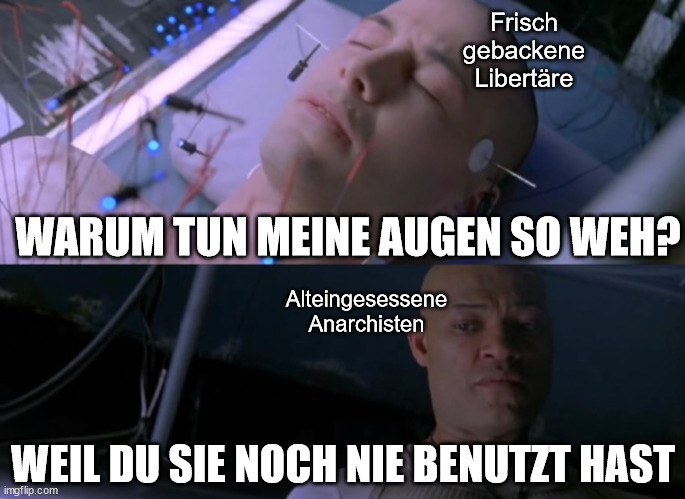 Frisch
gebackene
Libertäre
WARUM TUN MEINE AUGEN SO WEH?
Alteingesessene
Anarchisten
WEIL DU SIE NOCH NIE BENUTZT HAST
imgflip.com